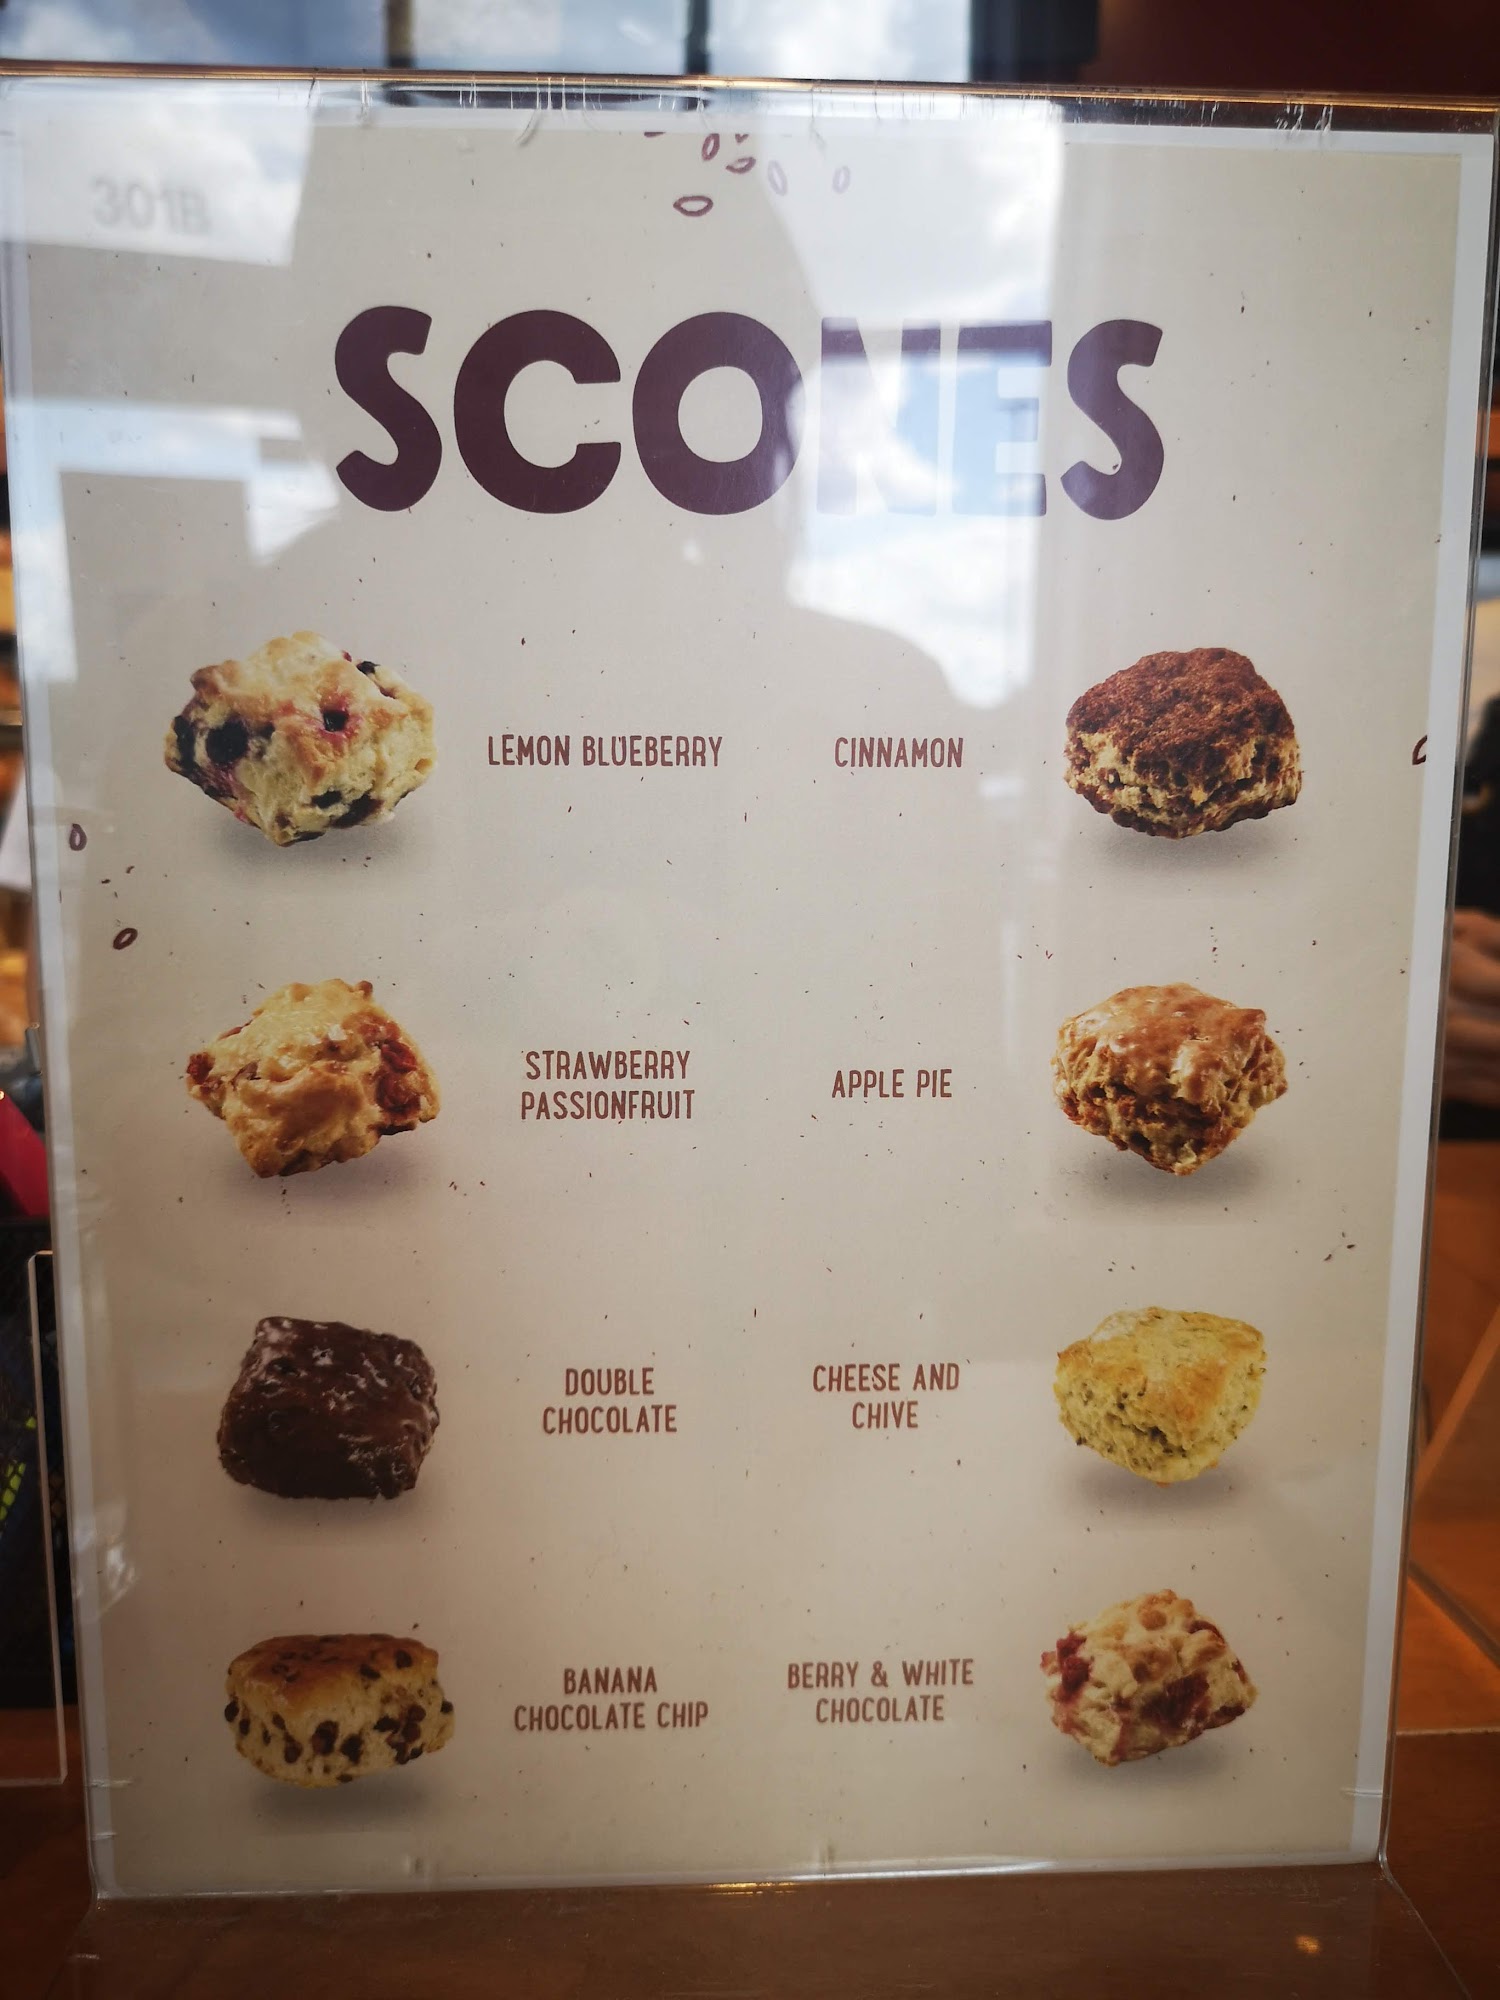 301B
SCONES
LEMON BLUEBERRY
CINNAMON
STRAWBERRY
PASSIONFRUIT
APPLE PIE
DOUBLE
CHOCOLATE
CHEESE AND
CHIVE
BANANA
CHOCOLATE CHIP
BERRY & WHITE
CHOCOLATE